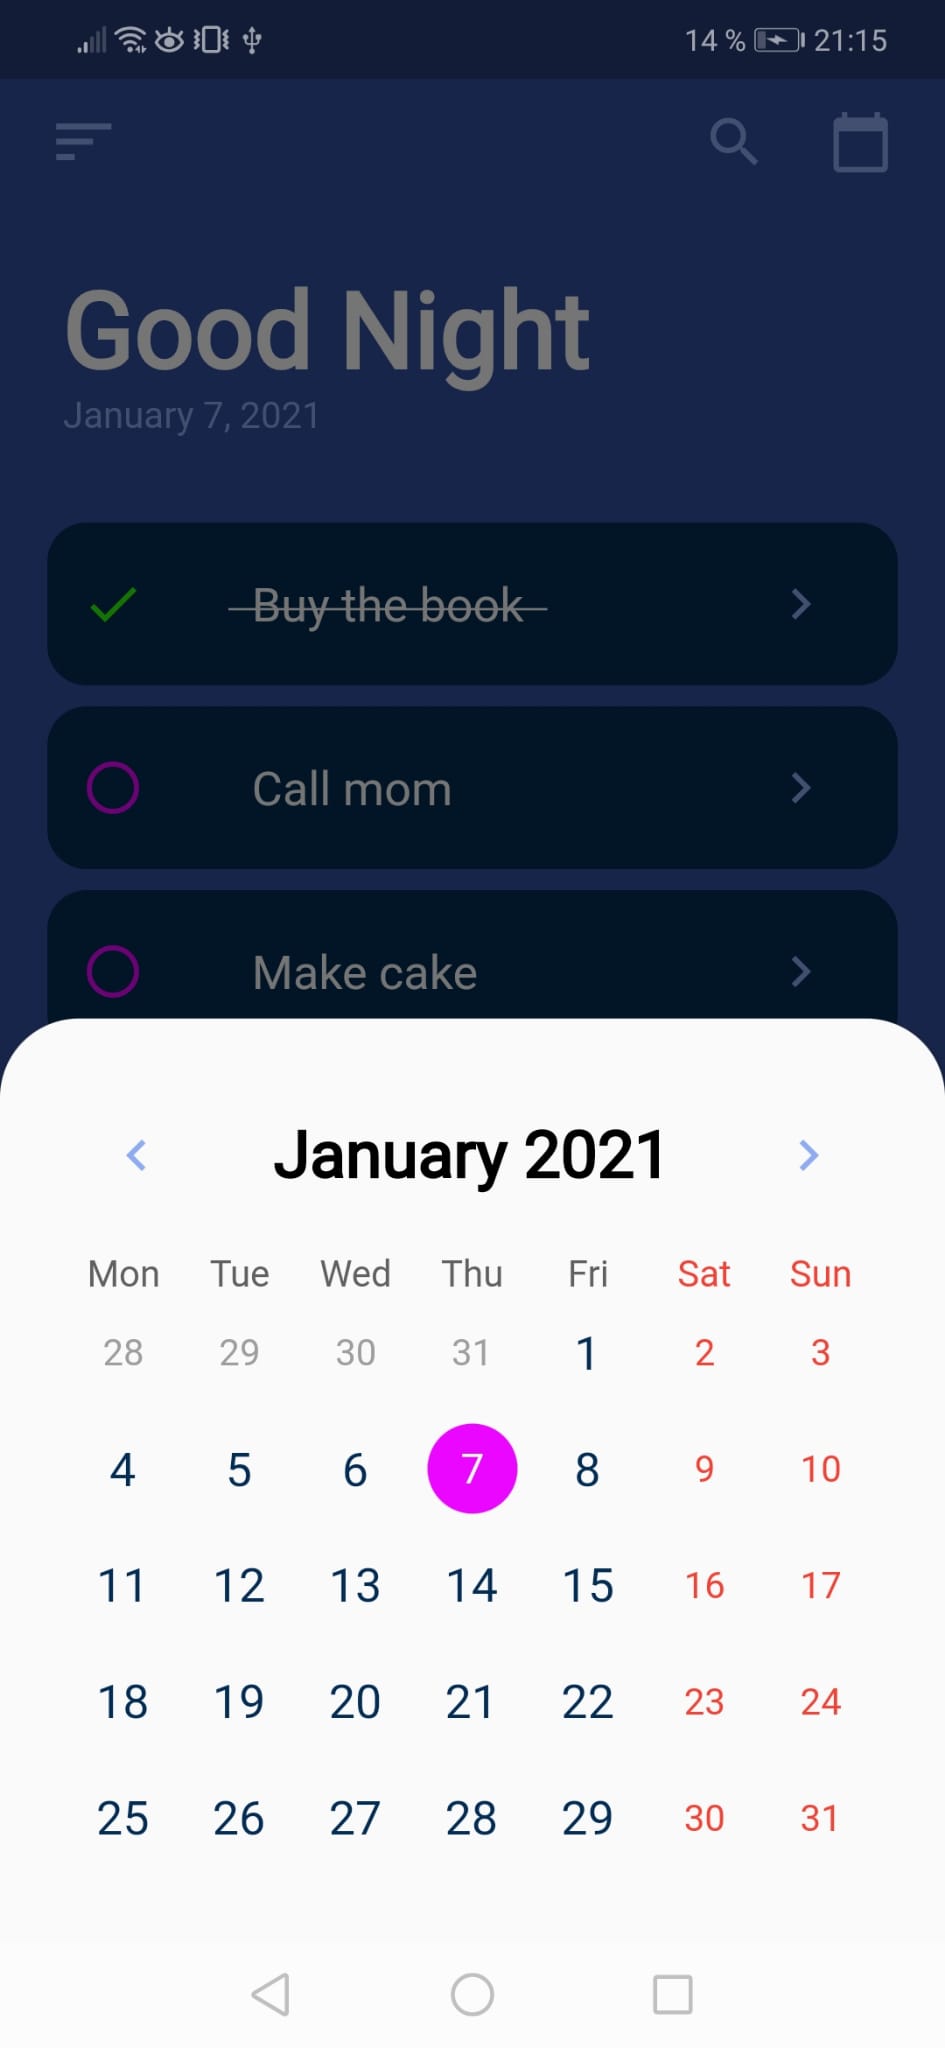 14 % 21:15
Good Night
January 7, 2021
Buy the book
Call mom
Make cake
January 2021
Mon Tue Wed Thu Fri Sat Sun
28 29 30 31 1 2 3
4 5 6 7 8 9 10
11 12 13 14 15 16 17
18 19 20 21 22 23 24
25 26 27 28 29 30 31